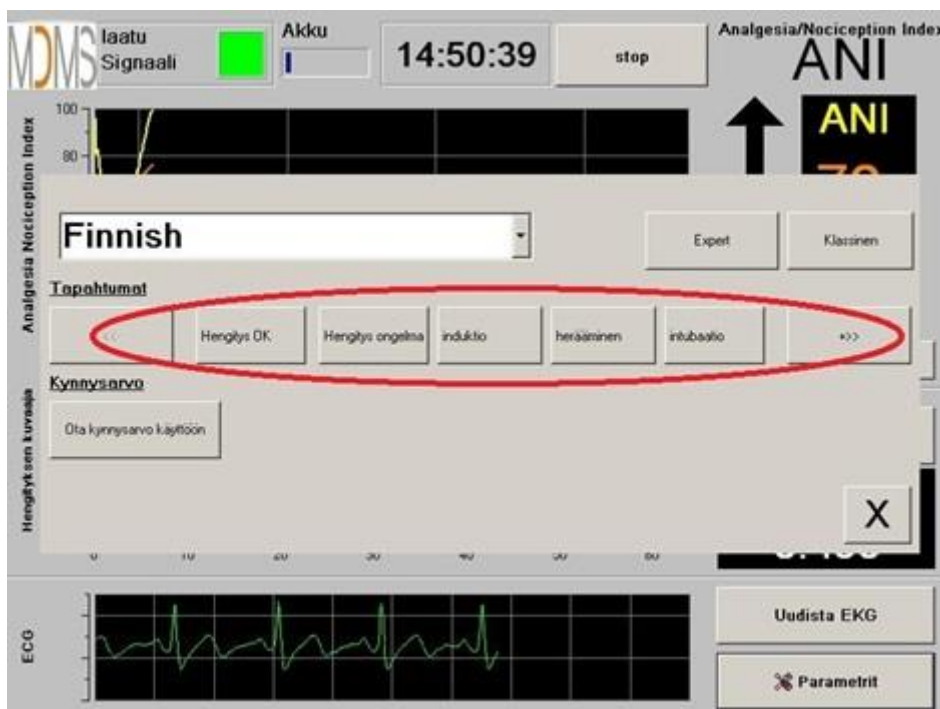 MDMS
laatu
Signaali
Akku
14:50:39
stop
Analgesia/Nociception Index
ANI
ANI
Analgesia Nociception Index
100
80
Finnish
Expert
Klassinen
Tapahtumat
<<
Hengitys OK
Hengitys ongelma
induktio
herääminen
intubaatio
+>>
Kynnysarvo
Ota kynnysarvo käyttöön
X
Hengityksen kuvaaja
0 10 20 30 40 50 60
ECG
Uudista EKG
Parametrit